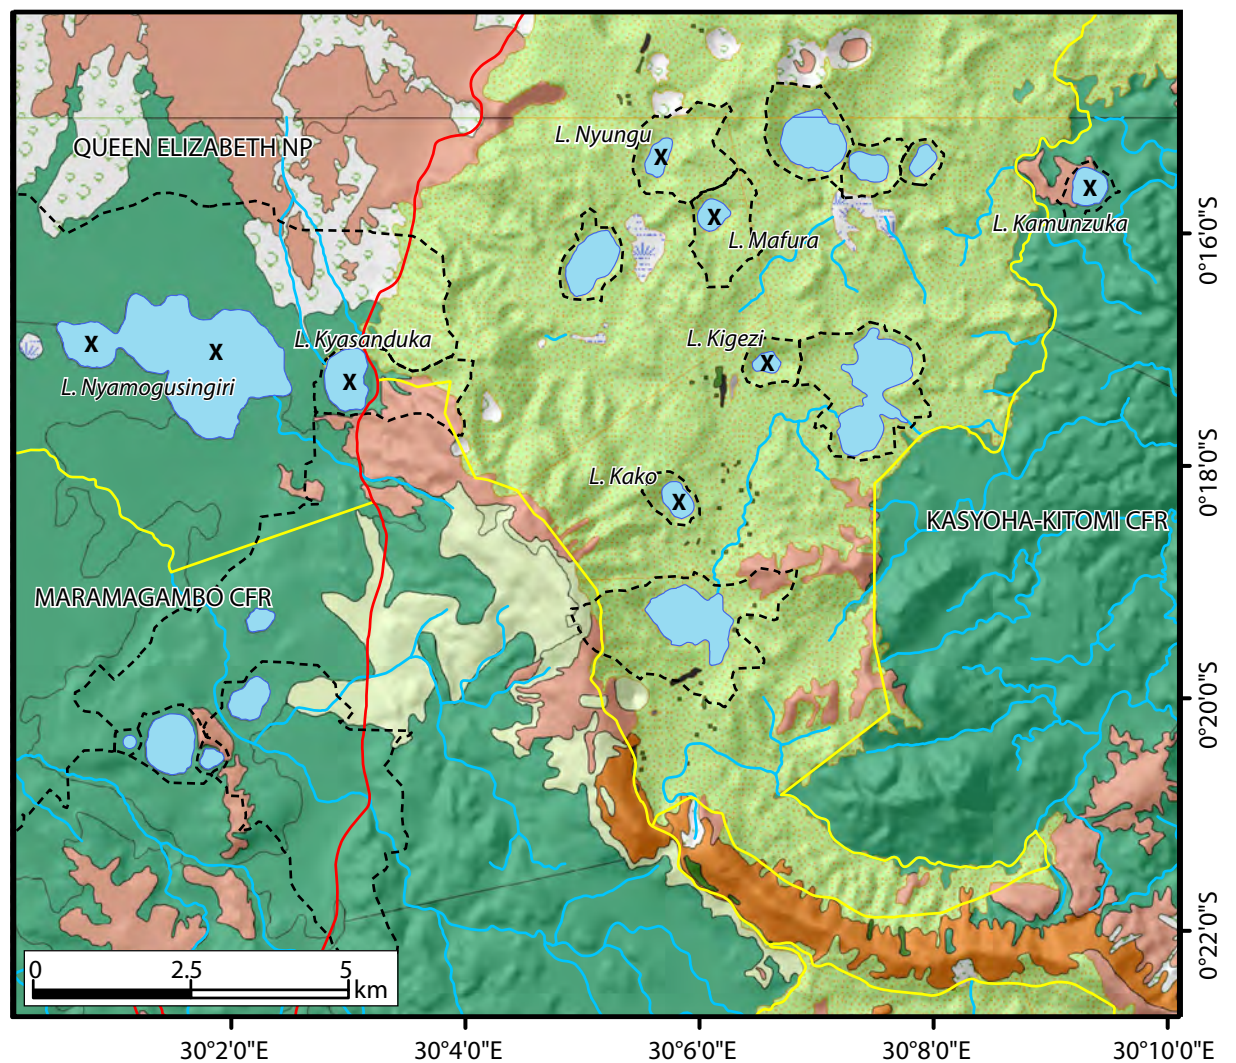 L. Nyungu
QUEEN ELIZABETH NP
X
X
X
L. Kamunzuka
L. Mafura
0°16'0"S
L. Kyasanduka
L. Kigezi
X
X
X
X
L. Nyamogusingiri
L. Kako
X
0°18'0"S
KASYOHA-KITOMI CFR
MARAMAGAMBO CFR
0°20'0"S
0°22'0"S
0 2.5 5
km
30°2'0"E 30°4'0"E 30°6'0"E 30°8'0"E 30°10'0"E